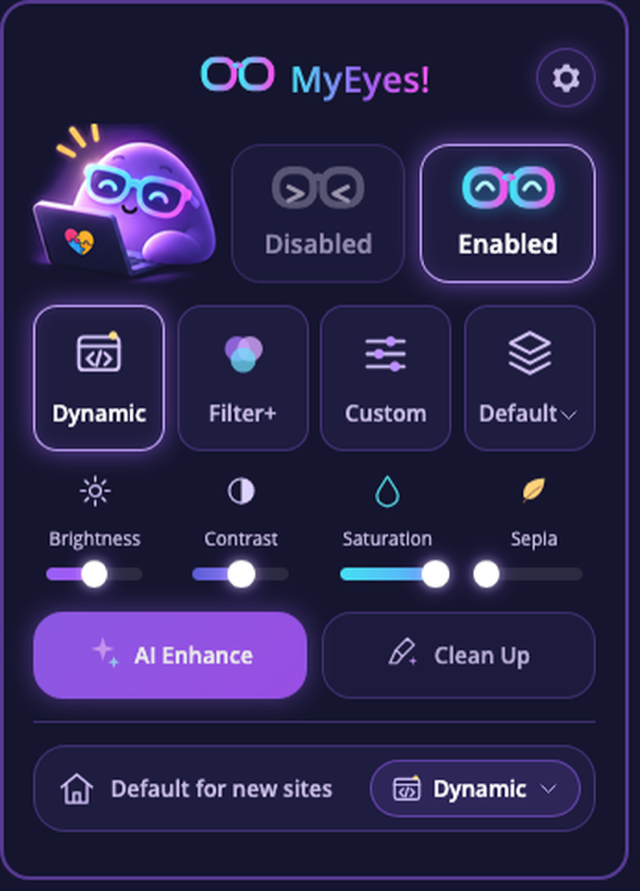 MyEyes!
Disabled
Enabled
Dynamic
Filter+
Custom
Default
Brightness
Contrast
Saturation
Sepia
AI Enhance
Clean Up
Default for new sites
Dynamic